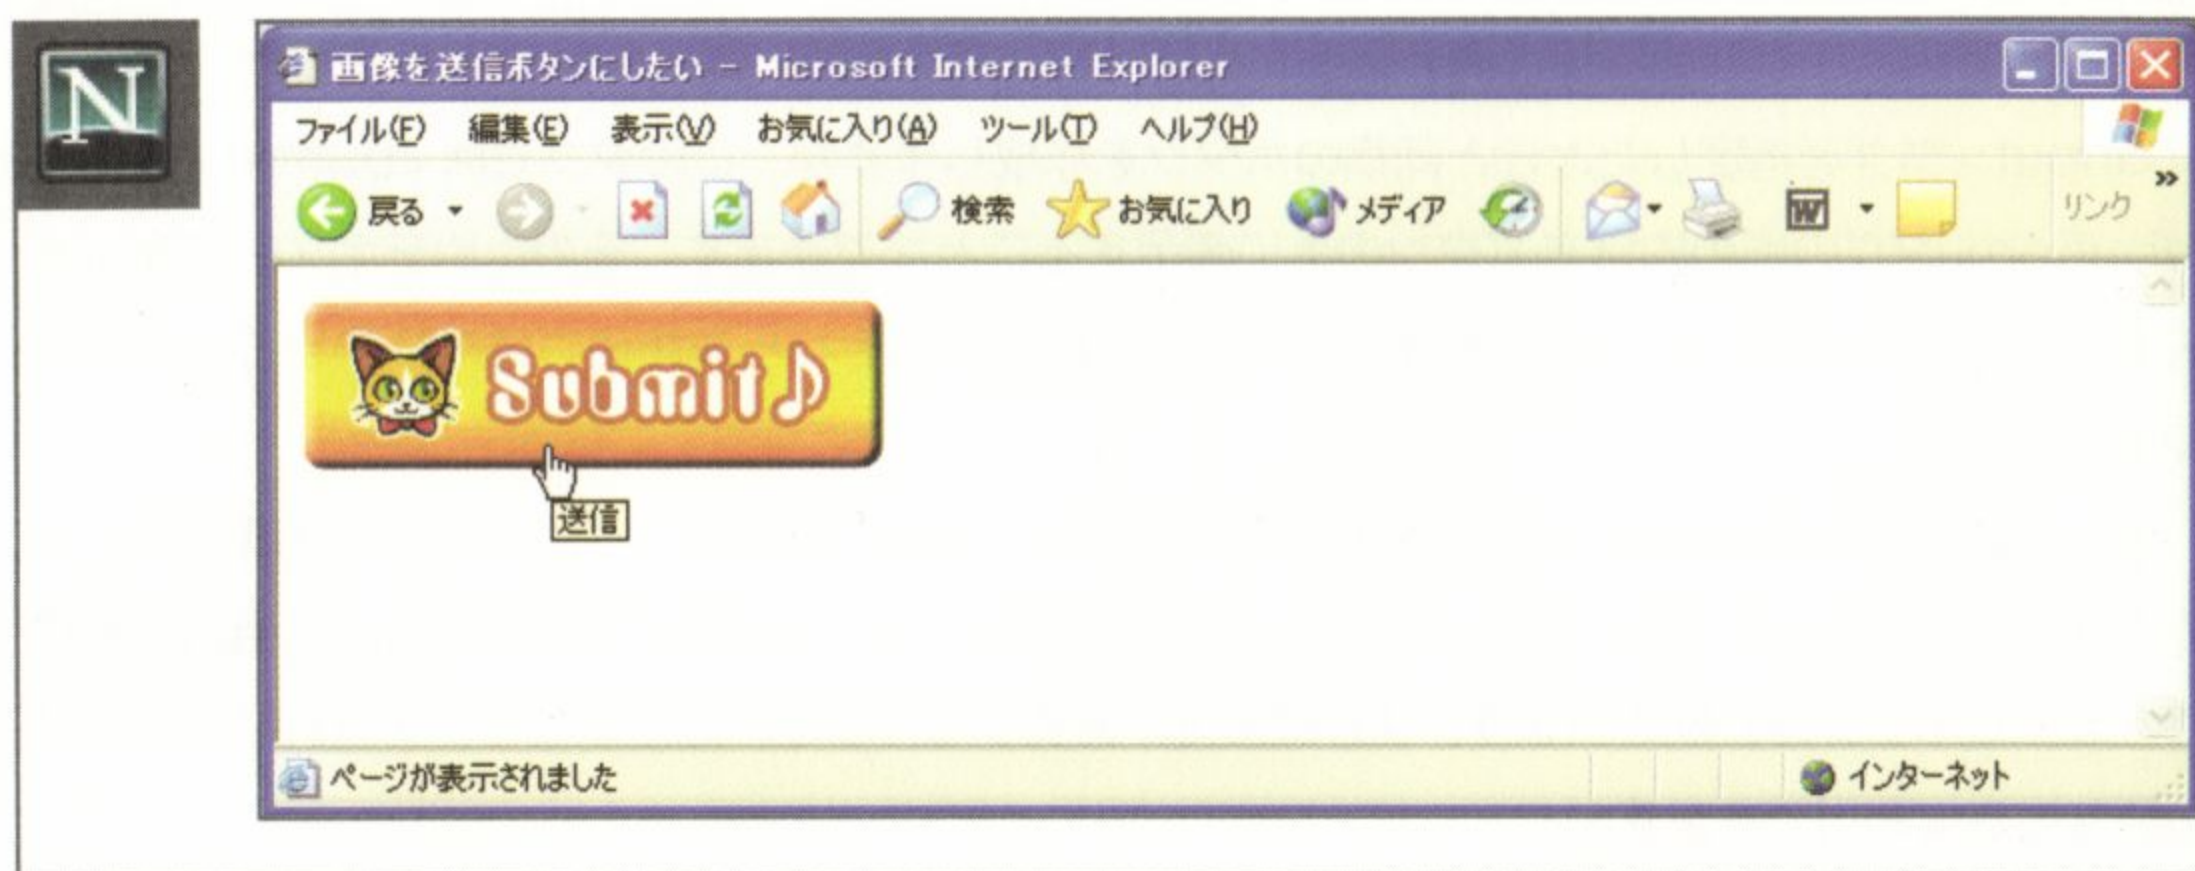 N
画像を送信ボタンにしたい - Microsoft Internet Explorer
ファイル(F) 編集(E) 表示(V) お気に入り(A) ツール(T) ヘルプ(H)
戻る 検索 お気に入り メディア W リンク »
Submit♪
送信
ページが表示されました インターネット